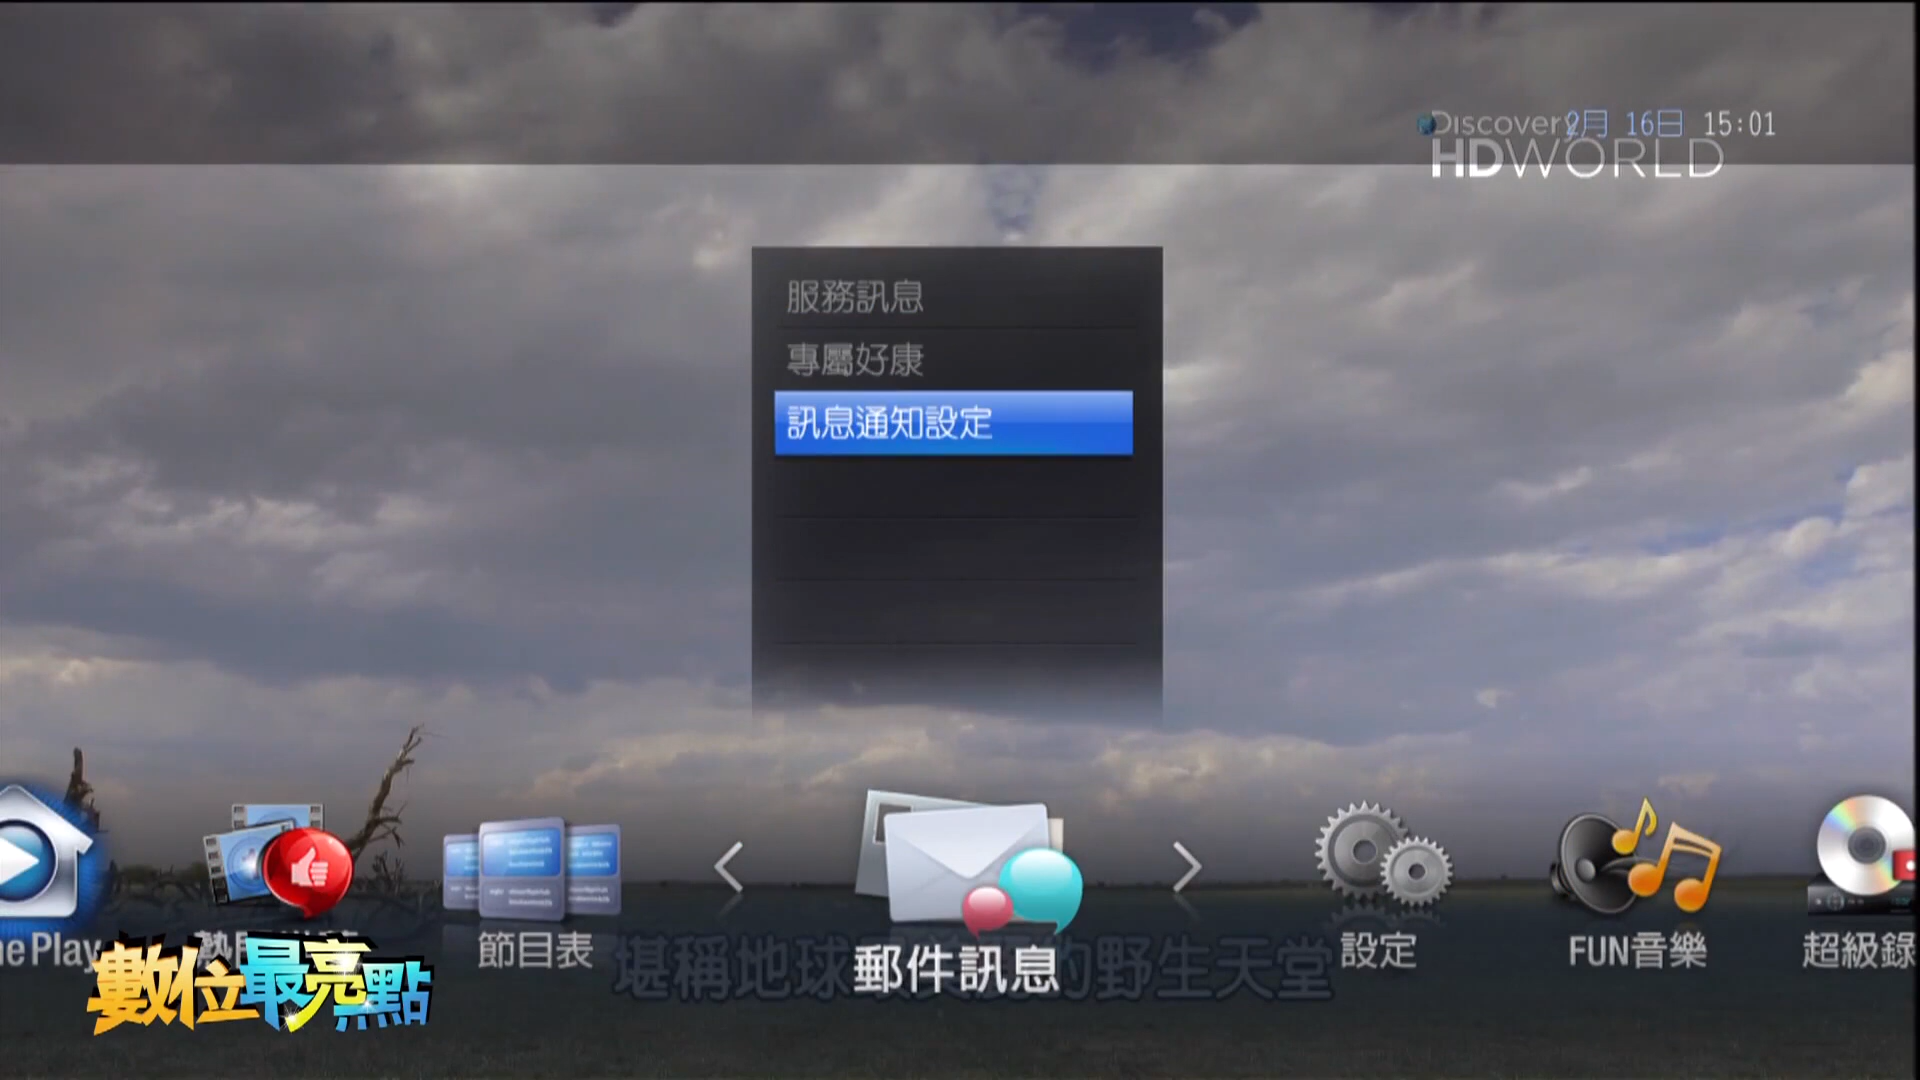 Discovery
2月 16日 15:01
HDWORLD
服務訊息
專屬好康
訊息通知設定
節目表
郵件訊息
設定
FUN音樂
超級錄
Play
數位最亮點
堪稱地球
的野生天堂